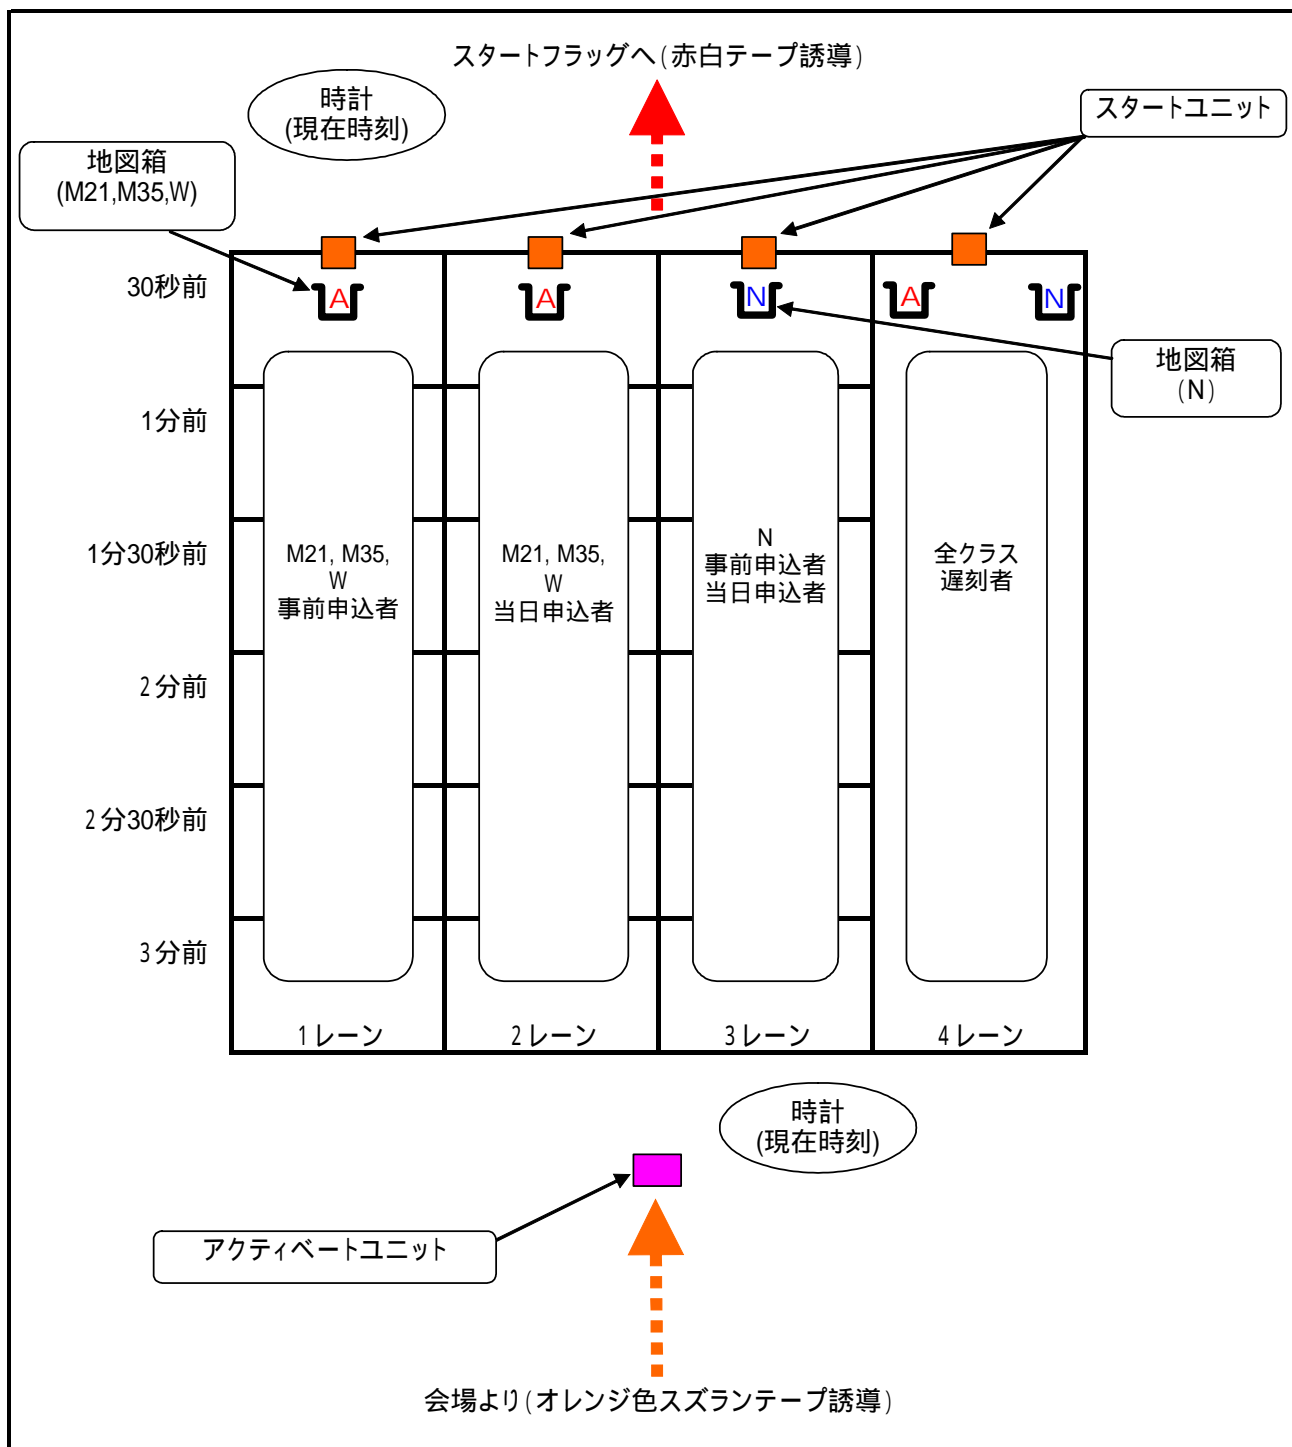 スタートフラッグへ(赤白テープ誘導)
時計
(現在時刻)
スタートユニット
地図箱
(M21,M35,W)
30秒前
A
A
N
A
N
地図箱
(N)
1分前
1分30秒前
M21, M35,
W
事前申込者
M21, M35,
W
当日申込者
N
事前申込者
当日申込者
全クラス
遅刻者
2分前
2分30秒前
3分前
1レーン
2レーン
3レーン
4レーン
時計
(現在時刻)
アクティベートユニット
会場より(オレンジ色スズランテープ誘導)